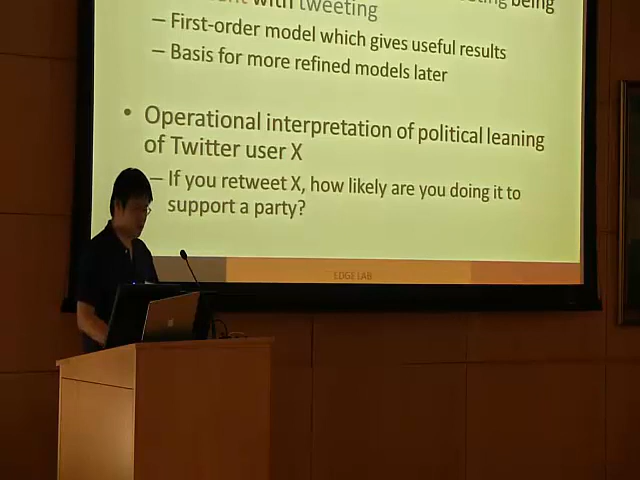 with tweeting being
– First-order model which gives useful results
– Basis for more refined models later
• Operational interpretation of political leaning
of Twitter user X
– If you retweet X, how likely are you doing it to
support a party?
EDGE LAB